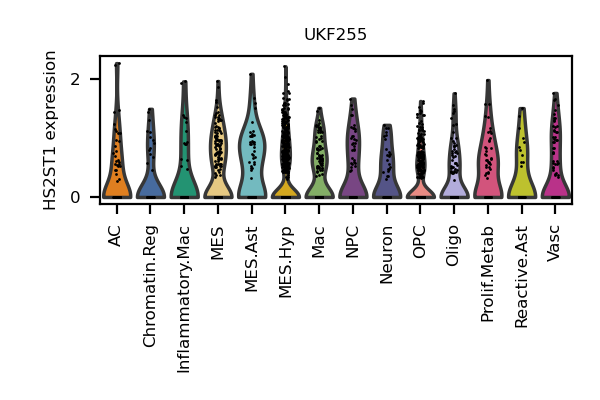 UKF255
HS2ST1 expression
2
0
AC
Chromatin.Reg
Inflammatory.Mac
MES
MES.Ast
MES.Hyp
Mac
NPC
Neuron
OPC
Oligo
Prolif.Metab
Reactive.Ast
Vasc